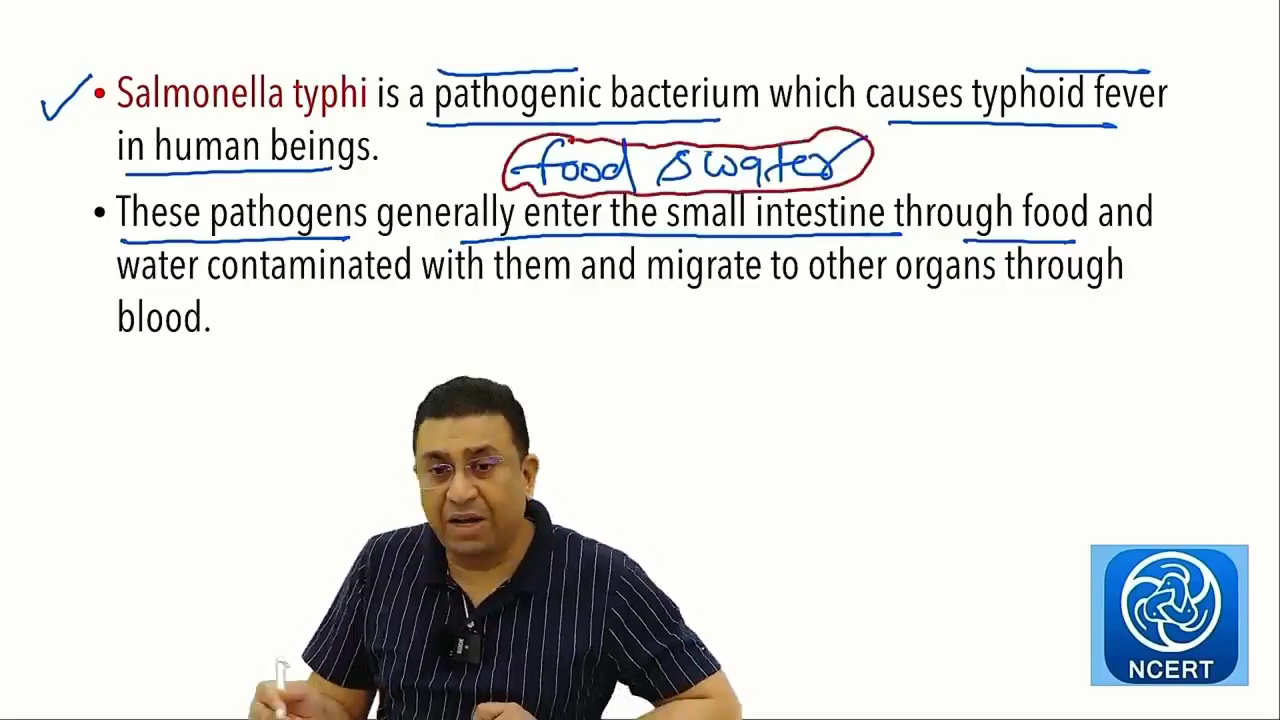 • Salmonella typhi is a pathogenic bacterium which causes typhoid fever
in human beings.
food & water
• These pathogens generally enter the small intestine through food and
water contaminated with them and migrate to other organs through
blood.
NCERT